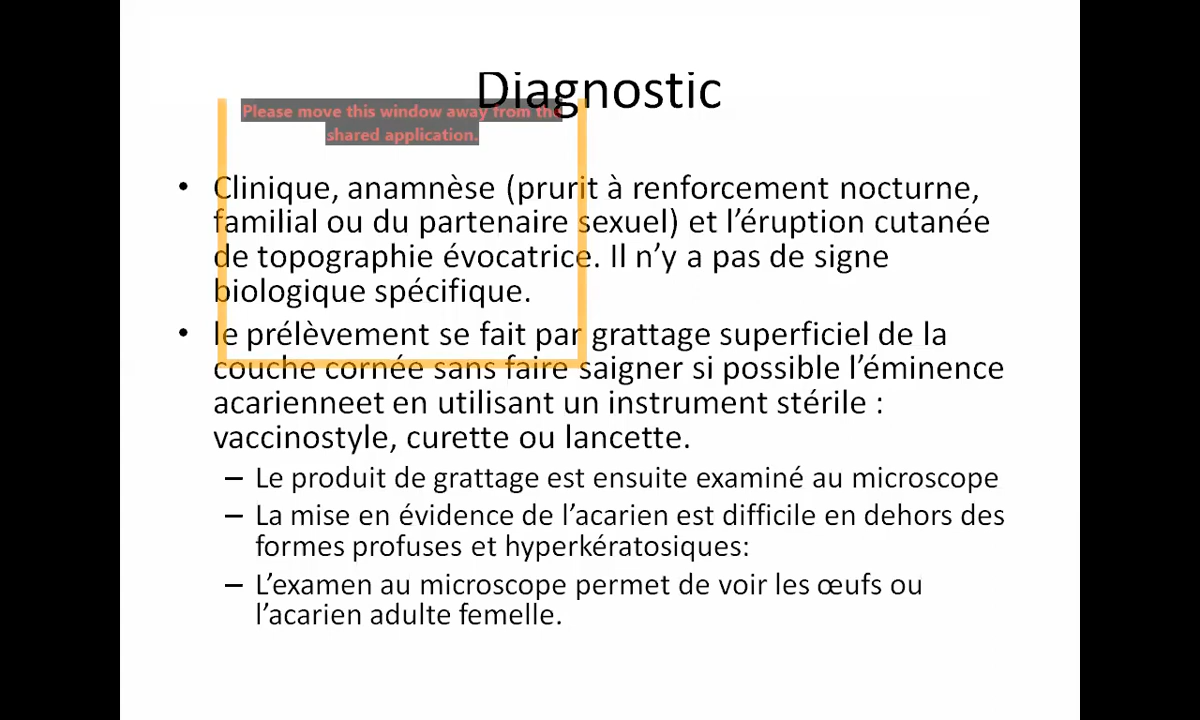 Diagnostic
Please move this window away from the
shared application.
• Clinique, anamnèse (prurit à renforcement nocturne,
familial ou du partenaire sexuel) et l’éruption cutanée
de topographie évocatrice. Il n’y a pas de signe
biologique spécifique.
• le prélèvement se fait par grattage superficiel de la
couche cornée sans faire saigner si possible l’éminence
acarienneet en utilisant un instrument stérile :
vaccinostyle, curette ou lancette.
– Le produit de grattage est ensuite examiné au microscope
– La mise en évidence de l’acarien est difficile en dehors des
formes profuses et hyperkératosiques:
– L’examen au microscope permet de voir les œufs ou
l’acarien adulte femelle.